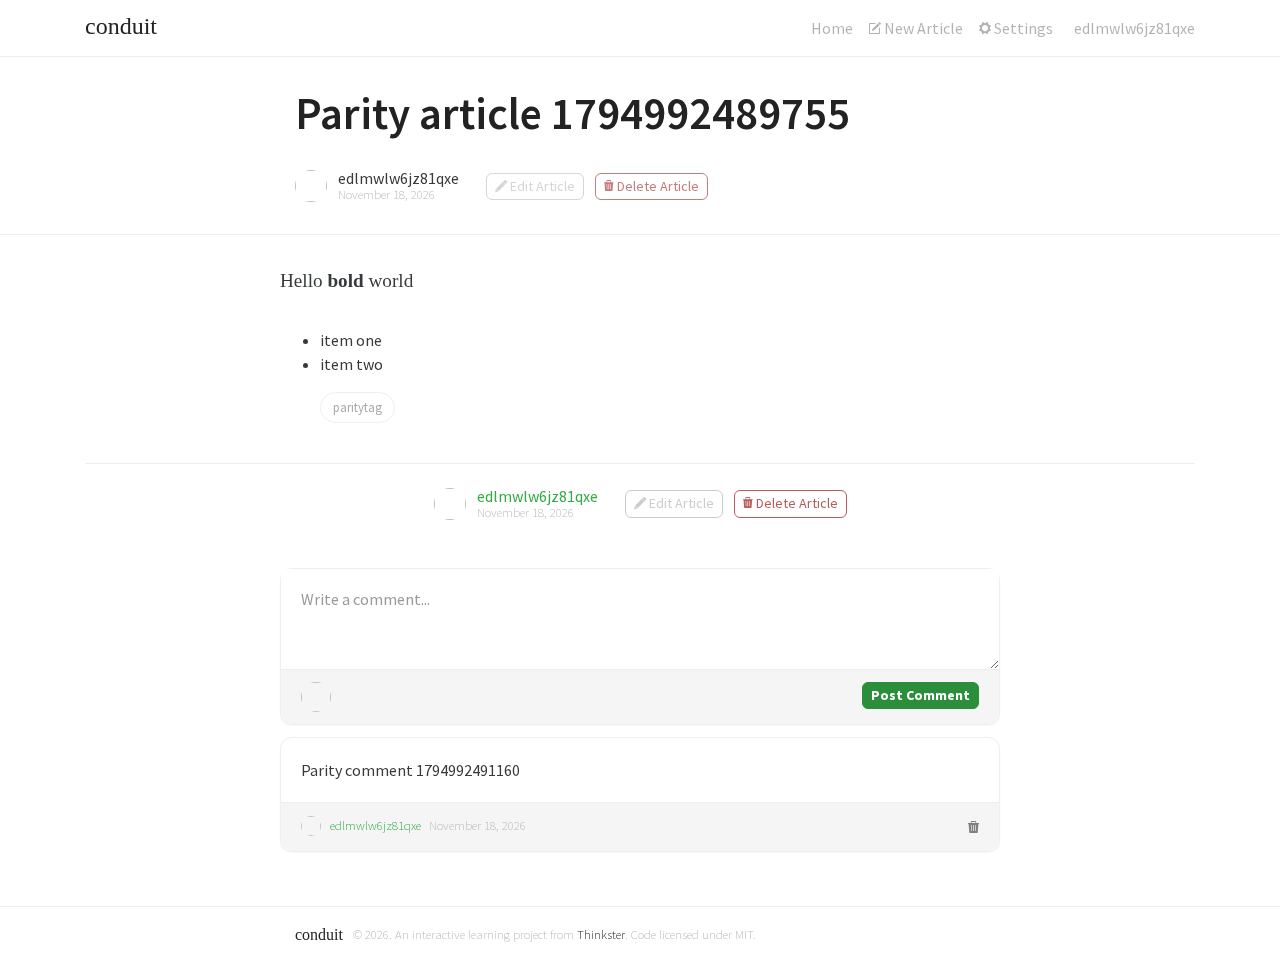 conduit
Home New Article Settings edlmwlw6jz81qxe
Parity article 1794992489755
edlmwlw6jz81qxe
November 18, 2026
Edit Article Delete Article
Hello bold world
item one
item two
paritytag
edlmwlw6jz81qxe
November 18, 2026
Edit Article Delete Article
Write a comment...
Post Comment
Parity comment 1794992491160
edlmwlw6jz81qxe November 18, 2026
conduit © 2026. An interactive learning project from Thinkster. Code licensed under MIT.